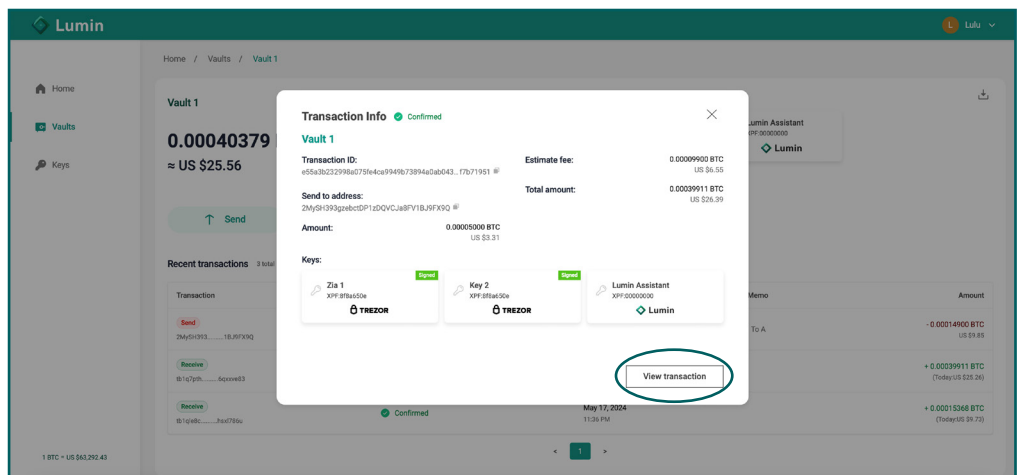 Lumin
L Lulu
Home / Vaults / Vault 1
Home
Vaults
Keys
Vault 1
0.00040379
≈ US $25.56
Send
Recent transactions 3 total
Transaction
Memo
Amount
Send
2MySH393.........1BJ9FX9Q
To A
- 0.00014900 BTC
US $9.85
Receive
tb1q7pth.........6qxxve83
+ 0.00039911 BTC
(Today:US $25.26)
Receive
Confirmed
May 17, 2024
11:36 PM
+ 0.00015368 BTC
(Today:US $9.73)
< 1 >
1 BTC = US $63,292.43
Lumin Assistant
XPF:00000000
Lumin
Transaction Info Confirmed
Vault 1
Transaction ID:
e55a3b232998a075fe4ce9949b73894a0ab043...f7b71951
Send to address:
2MySH393gzebctDP1zDQVCJa8FV1BJ9FX9Q
Amount: 0.00005000 BTC
US $3.31
Estimate fee: 0.00009900 BTC
US $6.55
Total amount: 0.00039911 BTC
US $26.39
Keys:
Signed
Zia 1
XPF:8f8a650e
TREZOR
Signed
Key 2
XPF:8f8a650e
TREZOR
Lumin Assistant
XPF:00000000
Lumin
View transaction